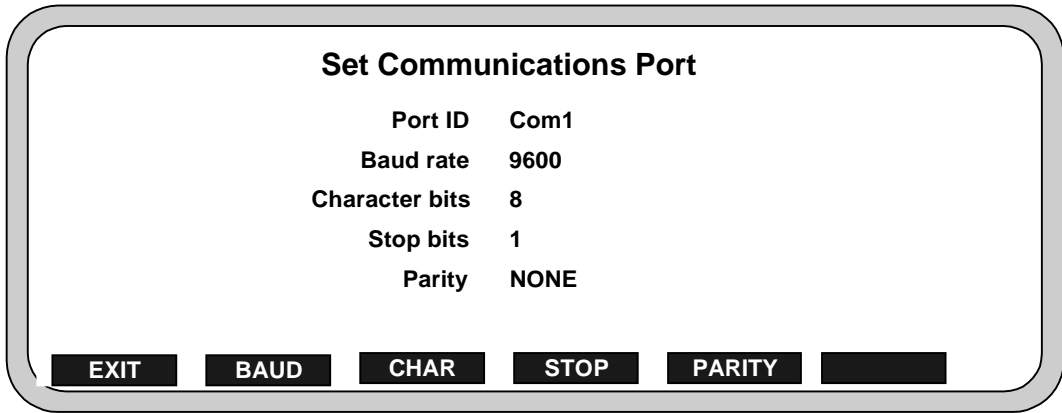 Set Communications Port
Port ID Com1
Baud rate 9600
Character bits 8
Stop bits 1
Parity NONE
EXIT BAUD CHAR STOP PARITY